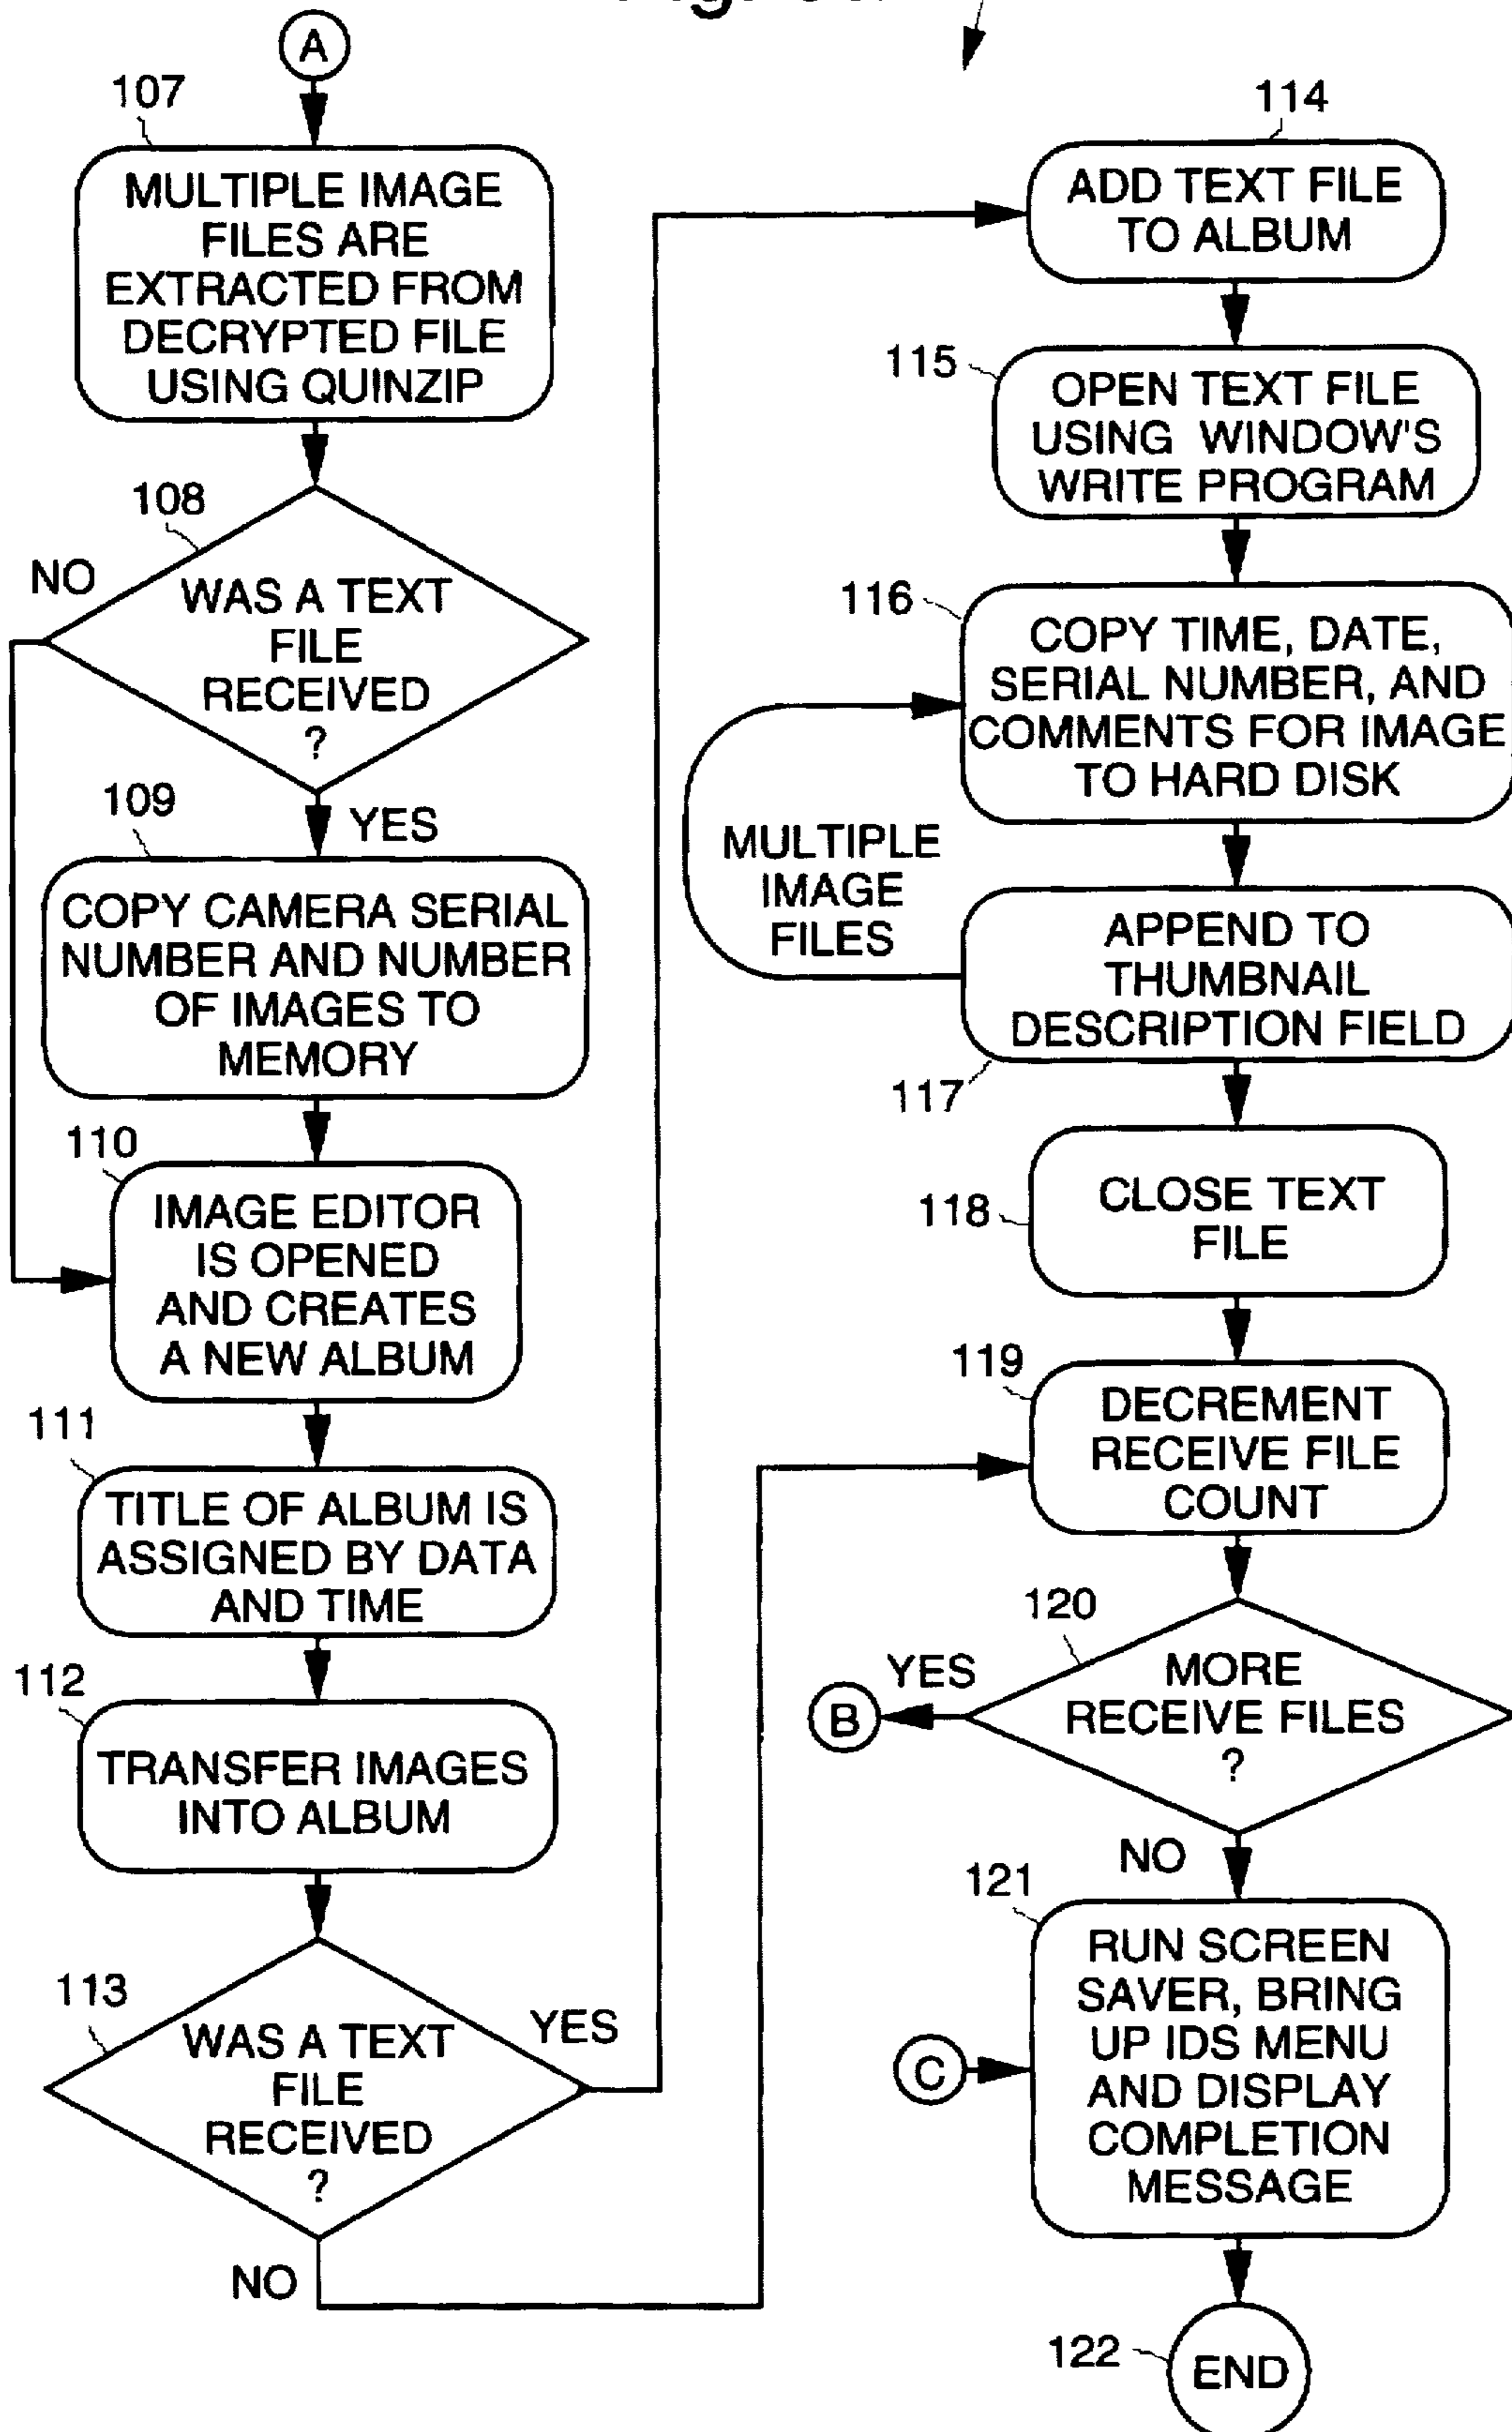 A
107
MULTIPLE IMAGE
FILES ARE
EXTRACTED FROM
DECRYPTED FILE
USING QUINZIP
108
NO
WAS A TEXT
FILE
RECEIVED
?
YES
109
COPY CAMERA SERIAL
NUMBER AND NUMBER
OF IMAGES TO
MEMORY
110
IMAGE EDITOR
IS OPENED
AND CREATES
A NEW ALBUM
111
TITLE OF ALBUM IS
ASSIGNED BY DATA
AND TIME
112
TRANSFER IMAGES
INTO ALBUM
113
WAS A TEXT
FILE
RECEIVED
?
YES
NO
114
ADD TEXT FILE
TO ALBUM
115
OPEN TEXT FILE
USING WINDOW'S
WRITE PROGRAM
116
COPY TIME, DATE,
SERIAL NUMBER, AND
COMMENTS FOR IMAGE
TO HARD DISK
MULTIPLE
IMAGE
FILES
APPEND TO
THUMBNAIL
DESCRIPTION FIELD
117
118
CLOSE TEXT
FILE
119
DECREMENT
RECEIVE FILE
COUNT
120
YES
MORE
RECEIVE FILES
?
B
NO
121
RUN SCREEN
SAVER, BRING
UP IDS MENU
AND DISPLAY
COMPLETION
MESSAGE
C
122
END